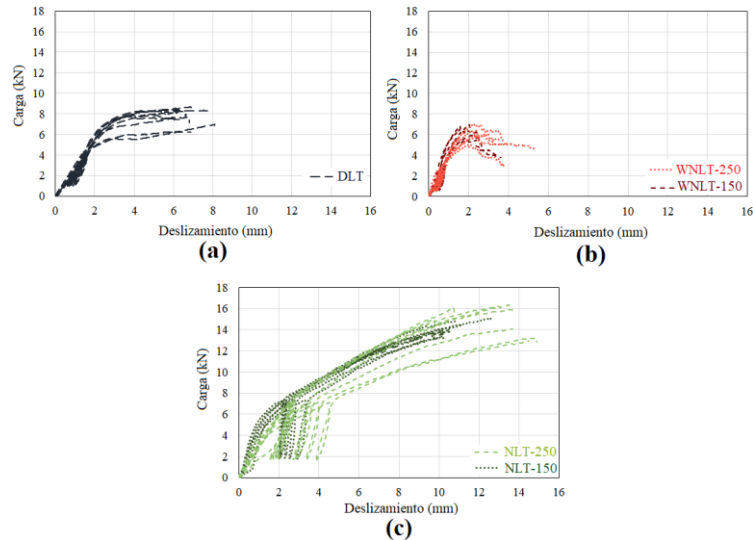 18
16
14
12
10
8
6
4
2
0
Carga (kN)
0 2 4 6 8 10 12 14 16
Deslizamiento (mm)
DLT
(a)
18
16
14
12
10
8
6
4
2
0
Carga (kN)
0 2 4 6 8 10 12 14 16
Deslizamiento (mm)
WNLT-250
WNLT-150
(b)
18
16
14
12
10
8
6
4
2
0
Carga (kN)
0 2 4 6 8 10 12 14 16
Deslizamiento (mm)
NLT-250
NLT-150
(c)